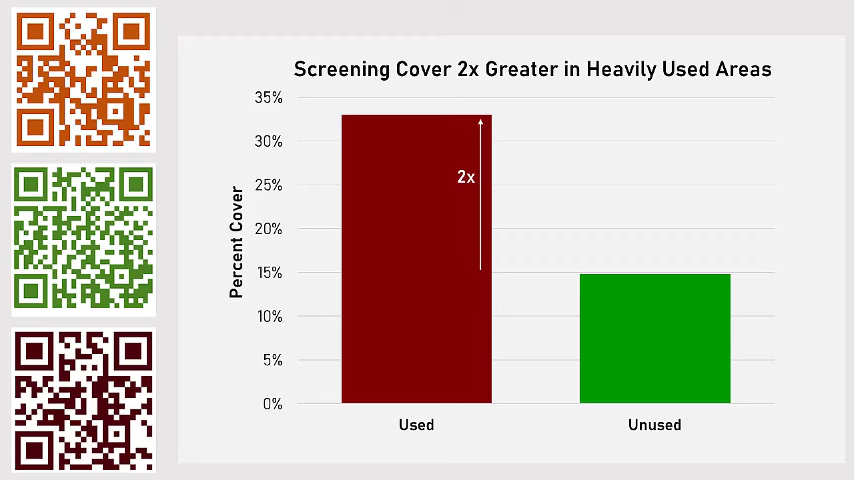 Screening Cover 2x Greater in Heavily Used Areas
35%
30%
25%
20%
15%
10%
5%
0%
Percent Cover
2x
Used
Unused